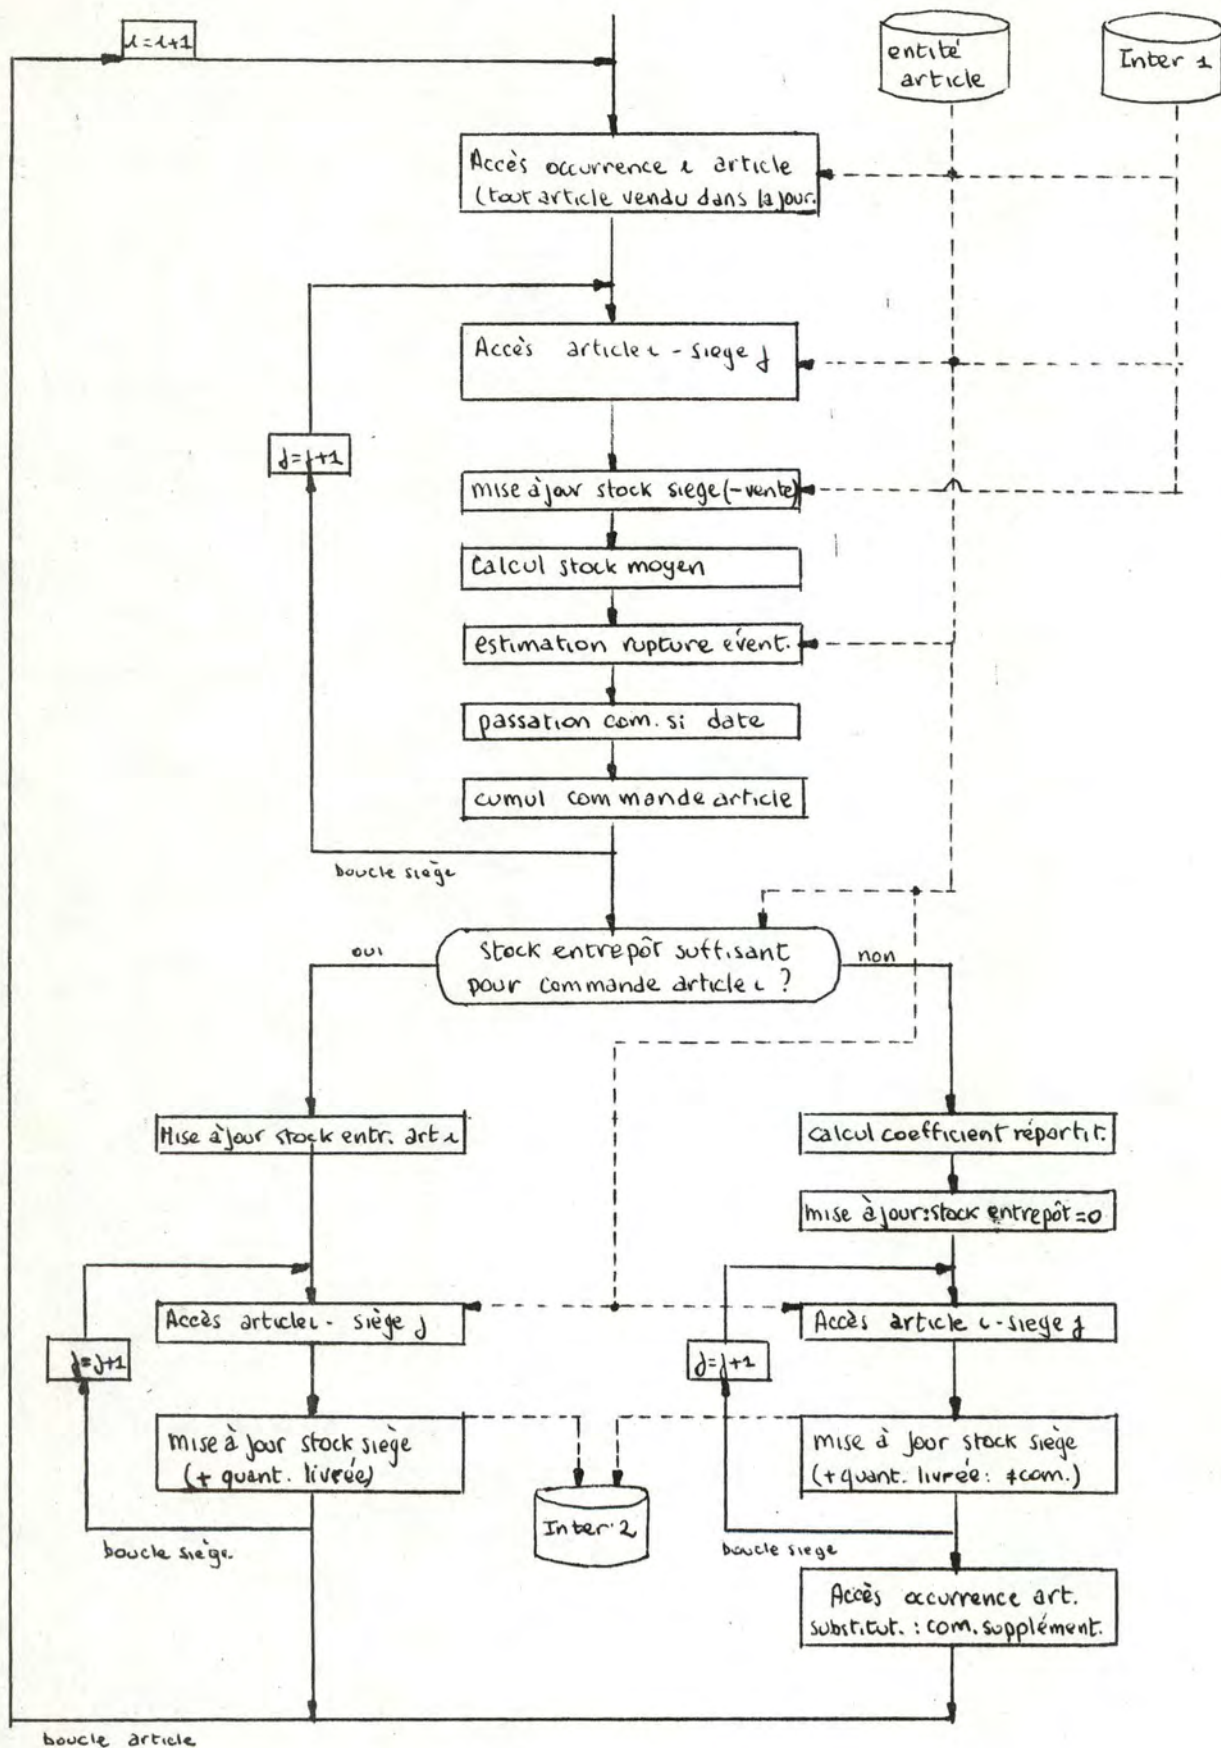 i=i+1
entité
article
Inter 1
Accès occurrence i article
(tout article vendu dans la jour.
Accès article i - siege j
j=j+1
mise à jour stock siege (-vente)
Calcul stock moyen
estimation rupture évent.
passation com. si date
cumul commande article
boucle siège
stock entrepôt suffisant
pour commande article i ?
oui
non
Mise à jour stock entr. art i
calcul coefficient répartit.
mise à jour: stock entrepôt=0
Accès article i - siège j
Accès article i - siege j
j=j+1
j=j+1
mise à jour stock siège
(+ quant. livrée)
mise à jour stock siège
(+ quant. livrée: ≠com.)
Inter 2
boucle siège.
boucle siege
Accès occurrence art.
substitut. : com. supplément.
boucle article